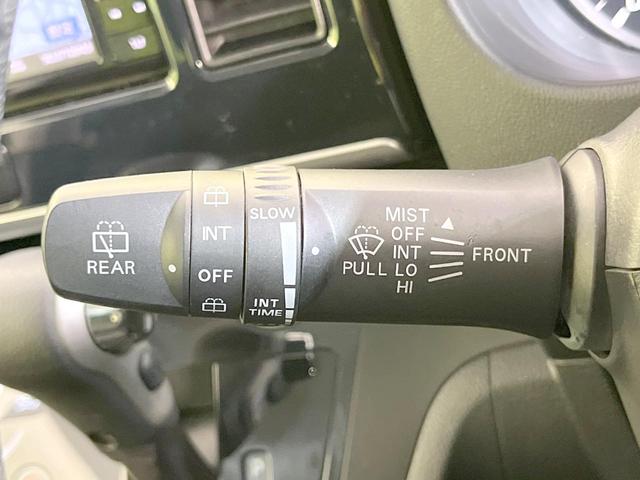 REAR
INT
OFF
SLOW
INT
TIME
PULL
MIST
OFF
INT
LO
HI
FRONT